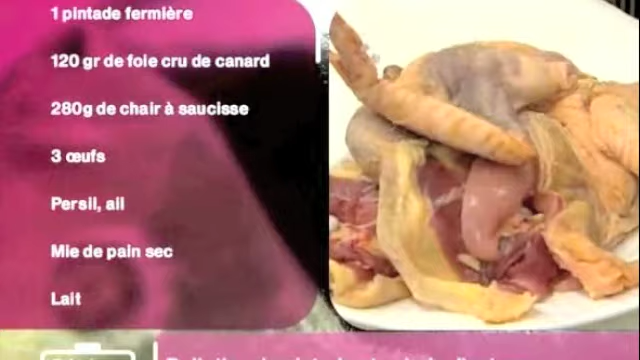 1 pintade fermière
120 gr de foie cru de canard
280g de chair à saucisse
3 œufs
Persil, ail
Mie de pain sec
Lait